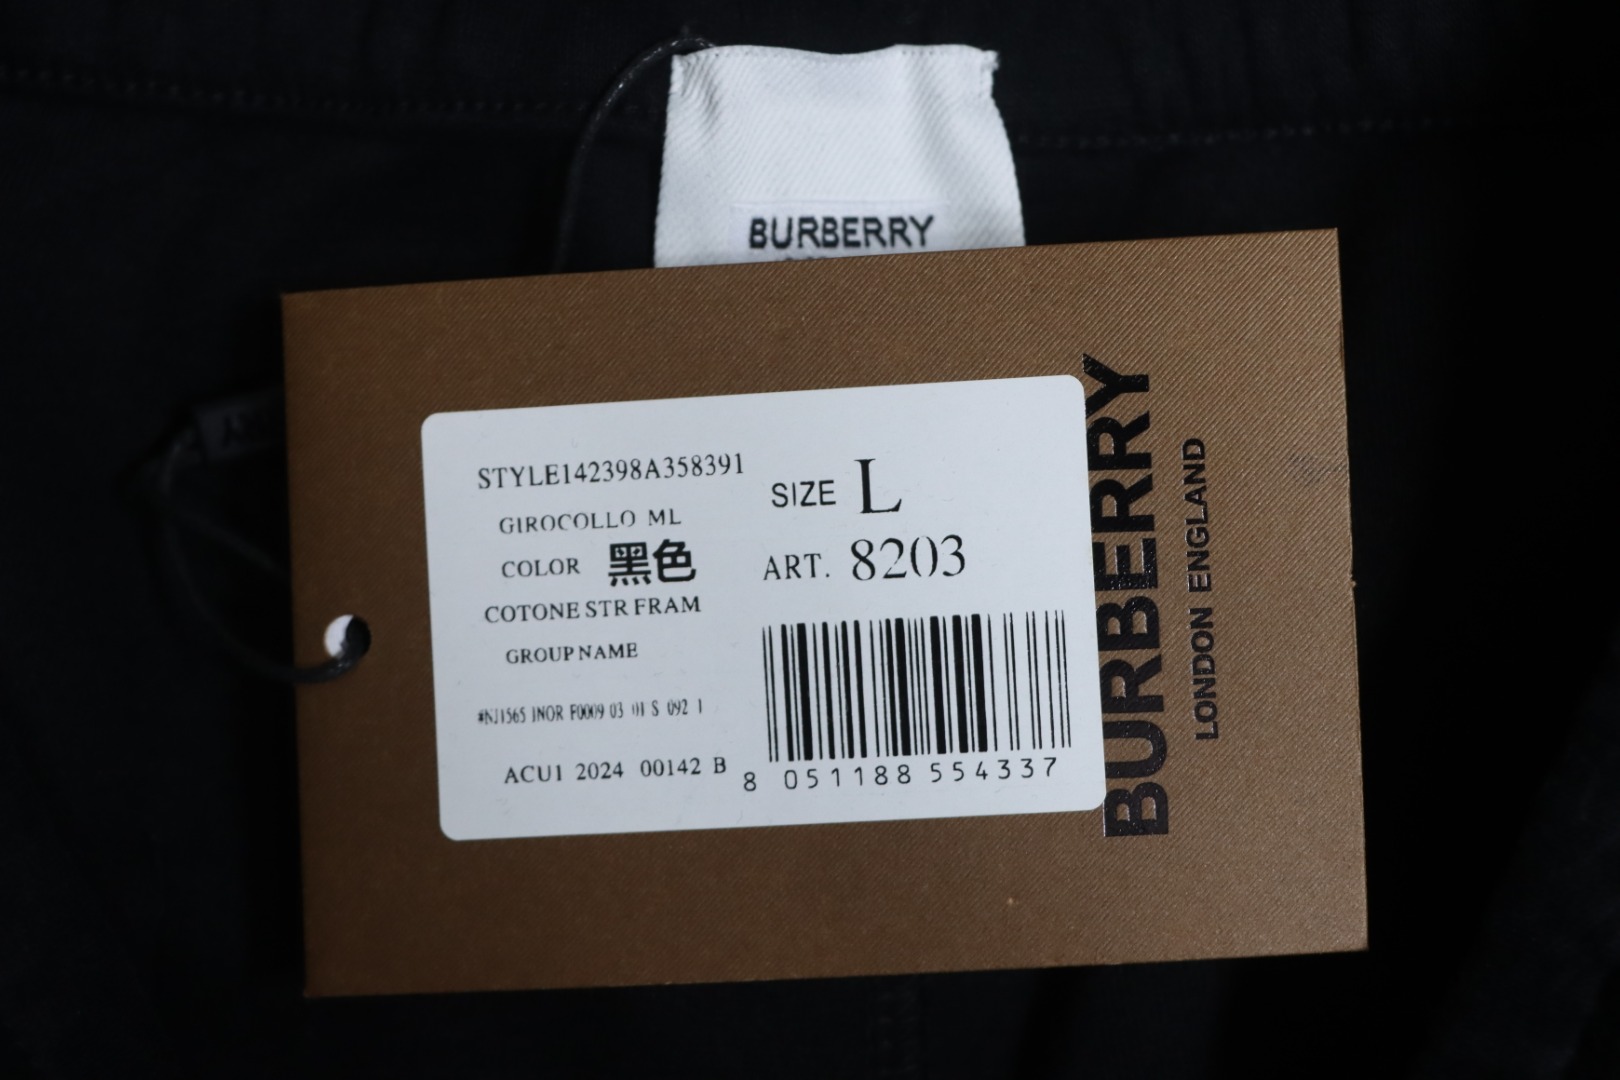 BURBERRY
STYLE142398A358391
GIROCOLLO ML
COLOR 黑色
COTONE STR FRAM
GROUP NAME
#NJ1565 INOR F0009 03 01 S 092 1
ACU1 2024 00142 B
SIZE L
ART. 8203
8 051188 554337
BURBERRY
LONDON ENGLAND